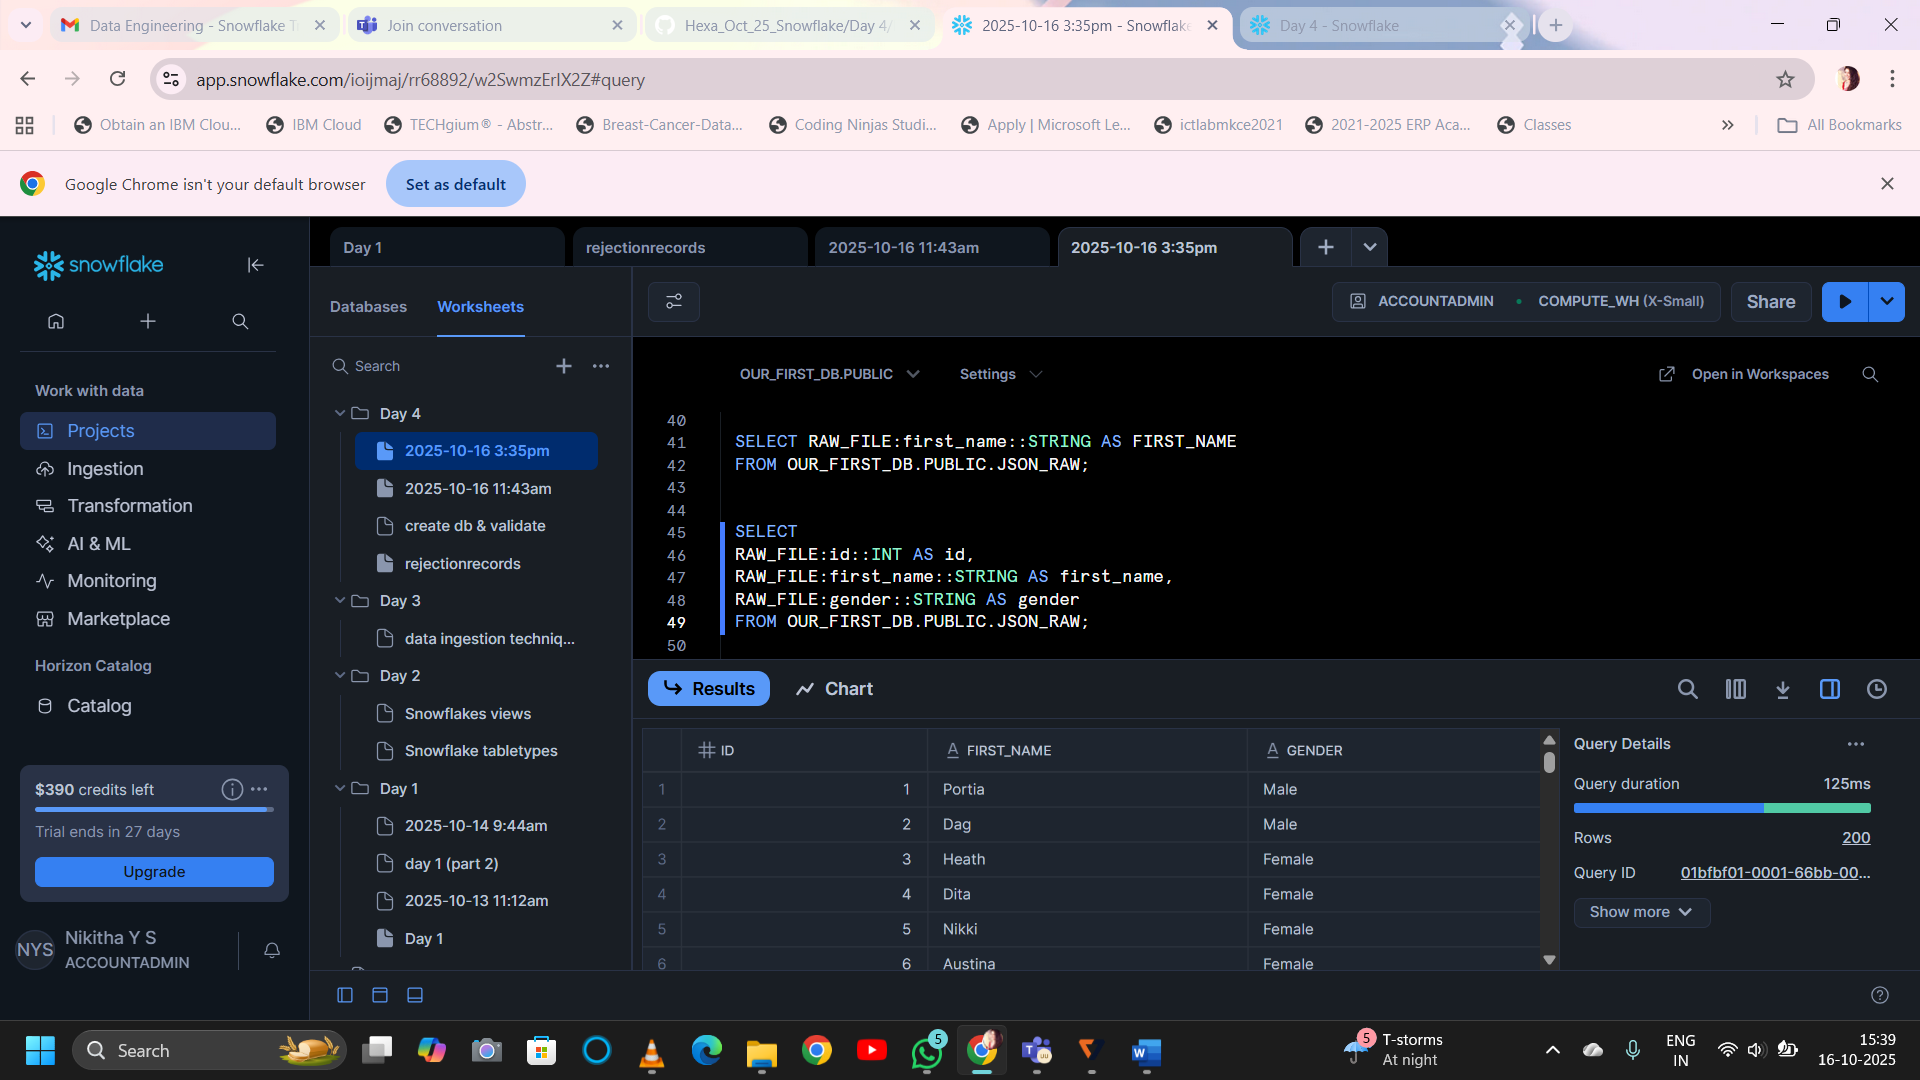 Data Engineering - Snowflake T
Join conversation
Hexa_Oct_25_Snowflake/Day 4/
2025-10-16 3:35pm - Snowflake
Day 4 - Snowflake
app.snowflake.com/ioijmaj/rr68892/w2SwmzErIX2Z#query
Obtain an IBM Clou...
IBM Cloud
TECHgium® - Abstr...
Breast-Cancer-Data...
Coding Ninjas Studi...
Apply | Microsoft Le...
ictlabmkce2021
2021-2025 ERP Aca...
Classes
All Bookmarks
Google Chrome isn't your default browser
Set as default
snowflake
Day 1
rejectionrecords
2025-10-16 11:43am
2025-10-16 3:35pm
Databases
Worksheets
ACCOUNTADMIN
COMPUTE_WH (X-Small)
Share
Work with data
Projects
Ingestion
Transformation
AI & ML
Monitoring
Marketplace
Horizon Catalog
Catalog
$390 credits left
Trial ends in 27 days
Upgrade
NYS
Nikitha Y S
ACCOUNTADMIN
Search
Day 4
2025-10-16 3:35pm
2025-10-16 11:43am
create db & validate
rejectionrecords
Day 3
data ingestion techniq...
Day 2
Snowflakes views
Snowflake tabletypes
Day 1
2025-10-14 9:44am
day 1 (part 2)
2025-10-13 11:12am
Day 1
OUR_FIRST_DB.PUBLIC
Settings
Open in Workspaces
40
41 SELECT RAW_FILE:first_name::STRING AS FIRST_NAME
42 FROM OUR_FIRST_DB.PUBLIC.JSON_RAW;
43
44
45 SELECT
46 RAW_FILE:id::INT AS id,
47 RAW_FILE:first_name::STRING AS first_name,
48 RAW_FILE:gender::STRING AS gender
49 FROM OUR_FIRST_DB.PUBLIC.JSON_RAW;
50
Results
Chart
ID FIRST_NAME GENDER
1 1 Portia Male
2 2 Dag Male
3 3 Heath Female
4 4 Dita Female
5 5 Nikki Female
6 6 Austina Female
Query Details
Query duration 125ms
Rows 200
Query ID 01bfbf01-0001-66bb-00...
Show more
Search
5
5
T-storms
At night
ENG
IN
15:39
16-10-2025